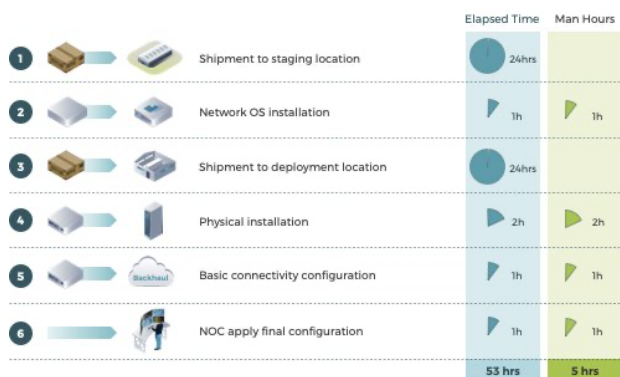 Elapsed Time Man Hours
1 Shipment to staging location 24hrs
2 Network OS installation 1h 1h
3 Shipment to deployment location 24hrs
4 Physical installation 2h 2h
5 Backhaul Basic connectivity configuration 1h 1h
6 NOC apply final configuration 1h 1h
53 hrs 5 hrs